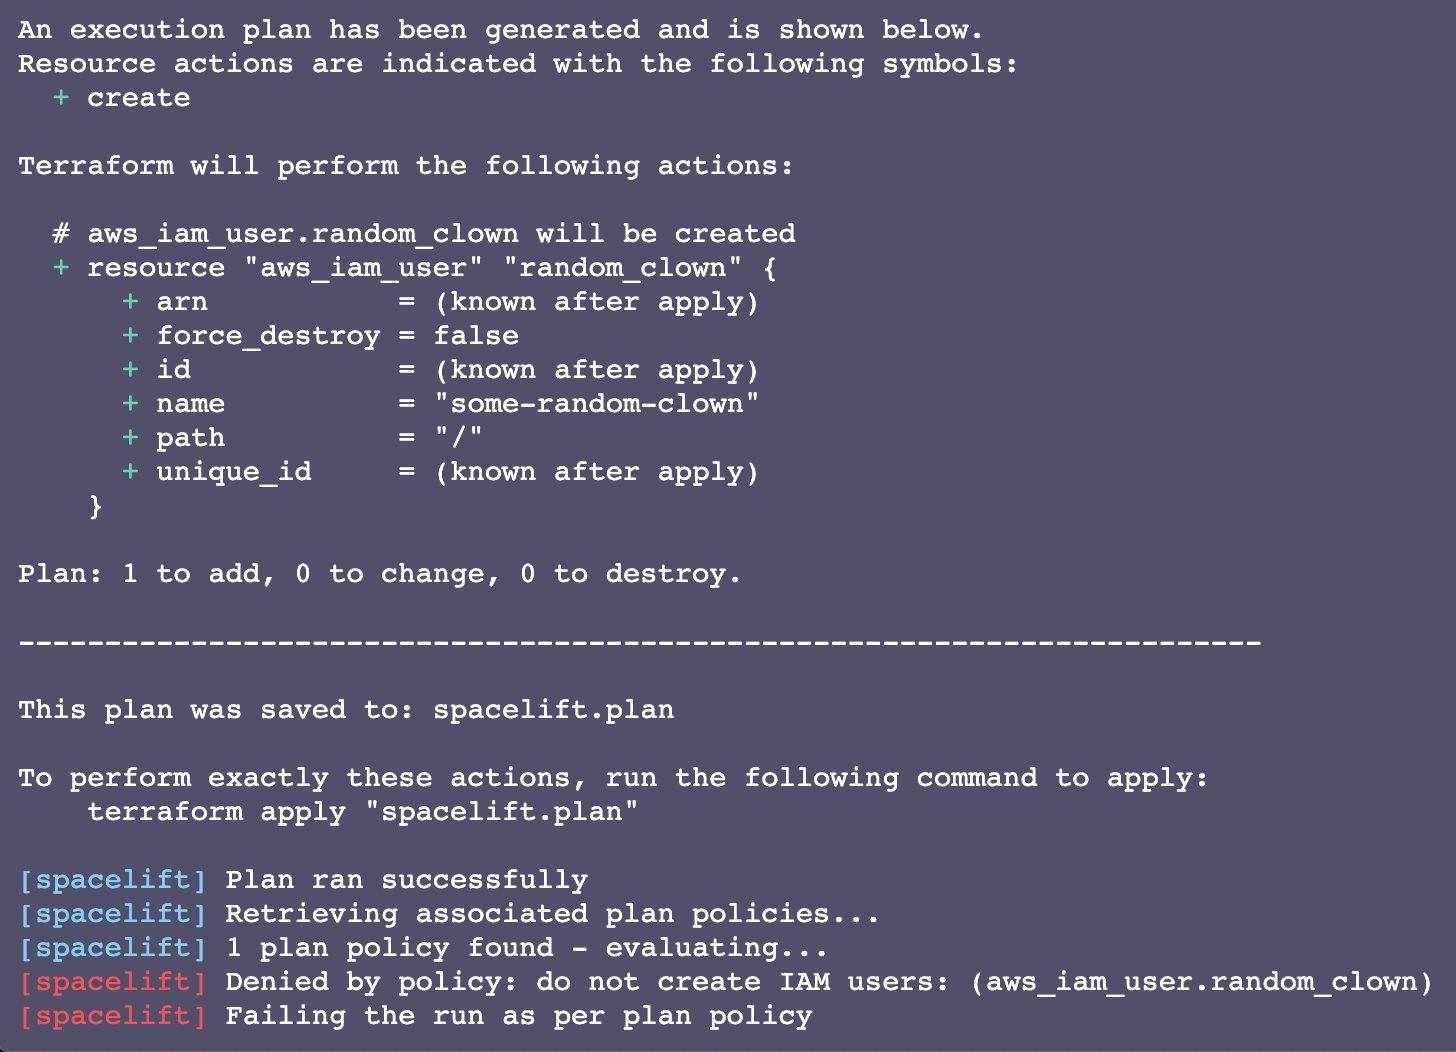 An execution plan has been generated and is shown below.
Resource actions are indicated with the following symbols:
  + create

Terraform will perform the following actions:

  # aws_iam_user.random_clown will be created
  + resource "aws_iam_user" "random_clown" {
      + arn           = (known after apply)
      + force_destroy = false
      + id            = (known after apply)
      + name          = "some-random-clown"
      + path          = "/"
      + unique_id     = (known after apply)
    }

Plan: 1 to add, 0 to change, 0 to destroy.

------------------------------------------------------------------------

This plan was saved to: spacelift.plan

To perform exactly these actions, run the following command to apply:
    terraform apply "spacelift.plan"

[spacelift] Plan ran successfully
[spacelift] Retrieving associated plan policies...
[spacelift] 1 plan policy found - evaluating...
[spacelift] Denied by policy: do not create IAM users: (aws_iam_user.random_clown)
[spacelift] Failing the run as per plan policy